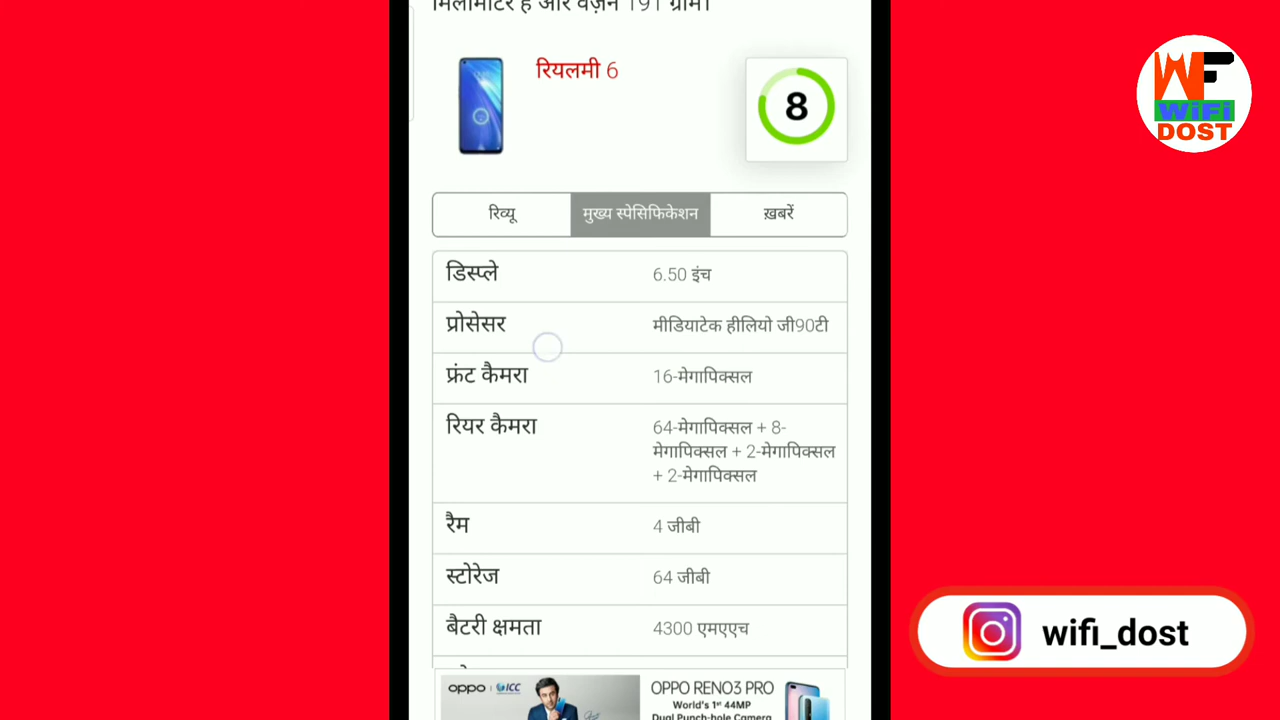 मिलीमीटर है और वज़न 191 ग्राम।
रियलमी 6
8
रिव्यू
मुख्य स्पेसिफिकेशन
ख़बरें
डिस्प्ले
6.50 इंच
प्रोसेसर
मीडियाटेक हीलियो जी90टी
फ्रंट कैमरा
16-मेगापिक्सल
रियर कैमरा
64-मेगापिक्सल + 8-
मेगापिक्सल + 2-मेगापिक्सल
+ 2-मेगापिक्सल
रैम
4 जीबी
स्टोरेज
64 जीबी
बैटरी क्षमता
4300 एमएएच
oppo ICC
OPPO RENO3 PRO
World's 1st 44MP
Dual Punch-hole Camera
WF
WiFi
DOST
wifi_dost